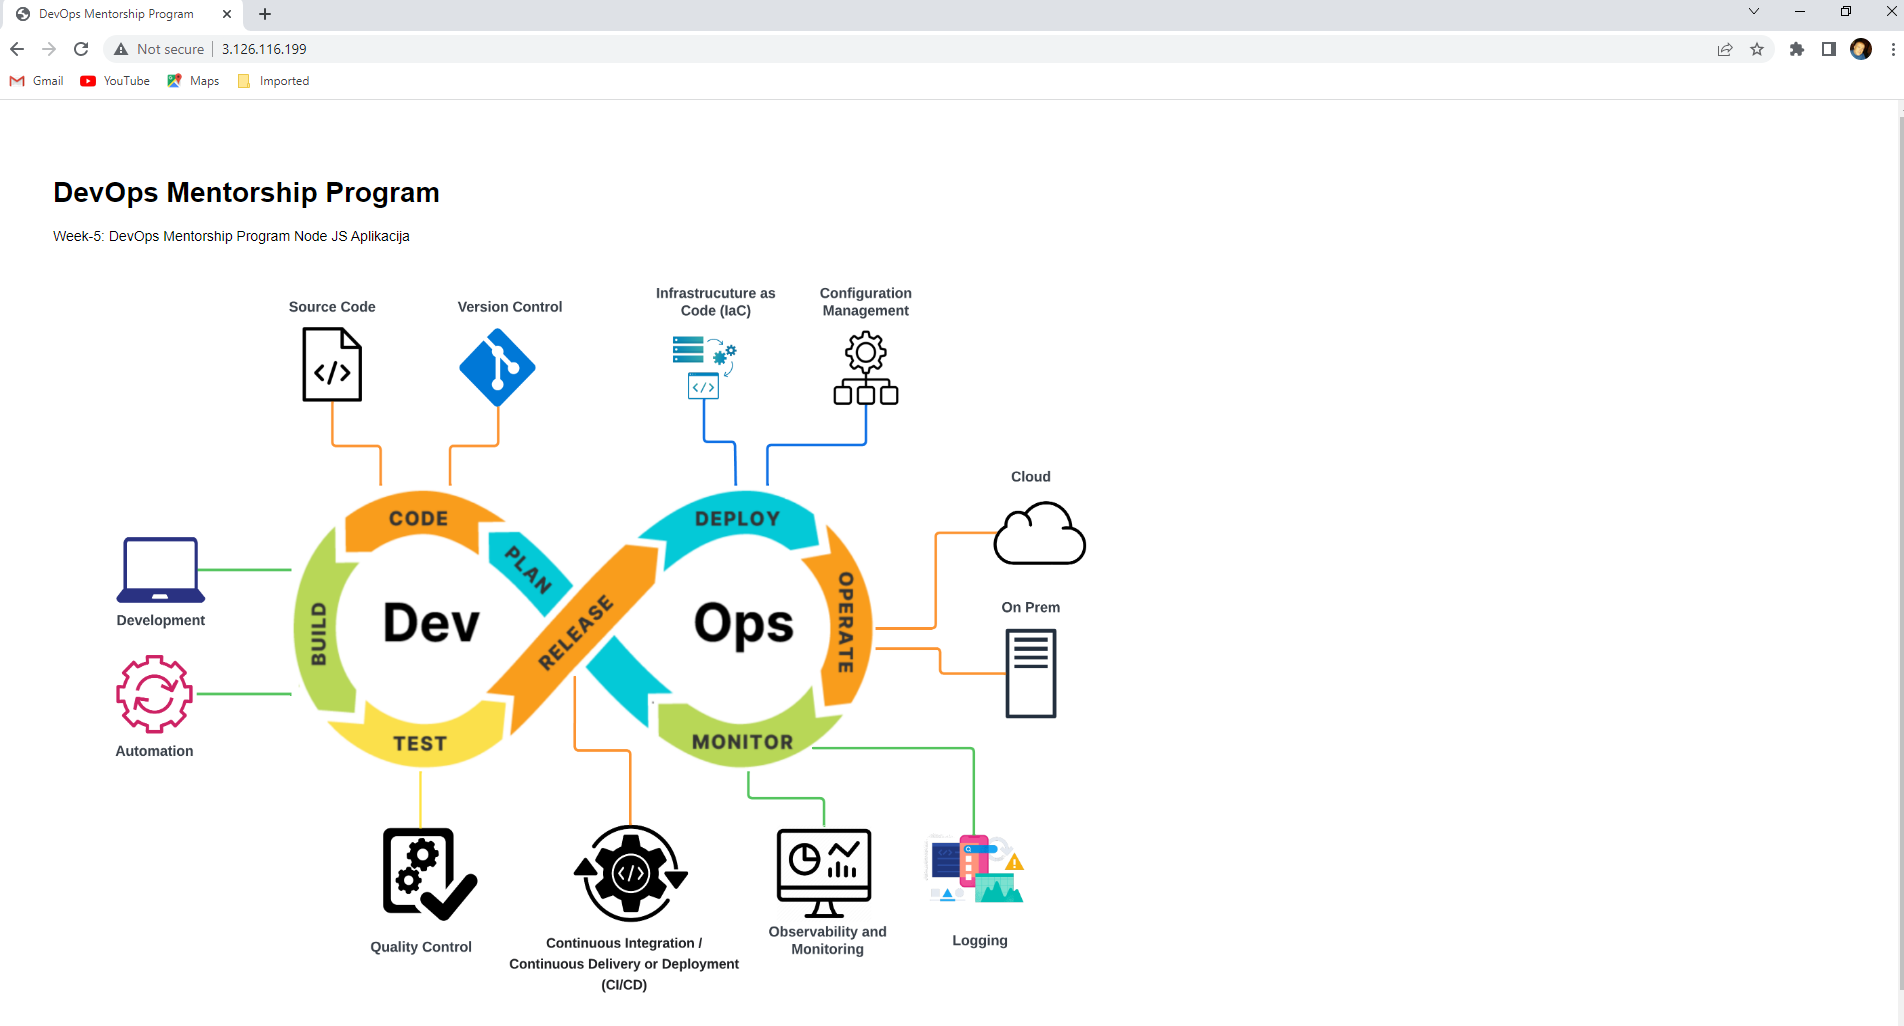 DevOps Mentorship Program
Not secure
3.126.116.199
Gmail
YouTube
Maps
Imported
DevOps Mentorship Program
Week-5: DevOps Mentorship Program Node JS Aplikacija
Source Code
Version Control
Infrastrucuture as
Code (IaC)
Configuration
Management
Cloud
CODE
DEPLOY
PLAN
OPERATE
BUILD
Dev
RELEASE
Ops
Development
On Prem
TEST
MONITOR
Automation
Quality Control
Continuous Integration /
Continuous Delivery or Deployment
(CI/CD)
Observability and
Monitoring
Logging